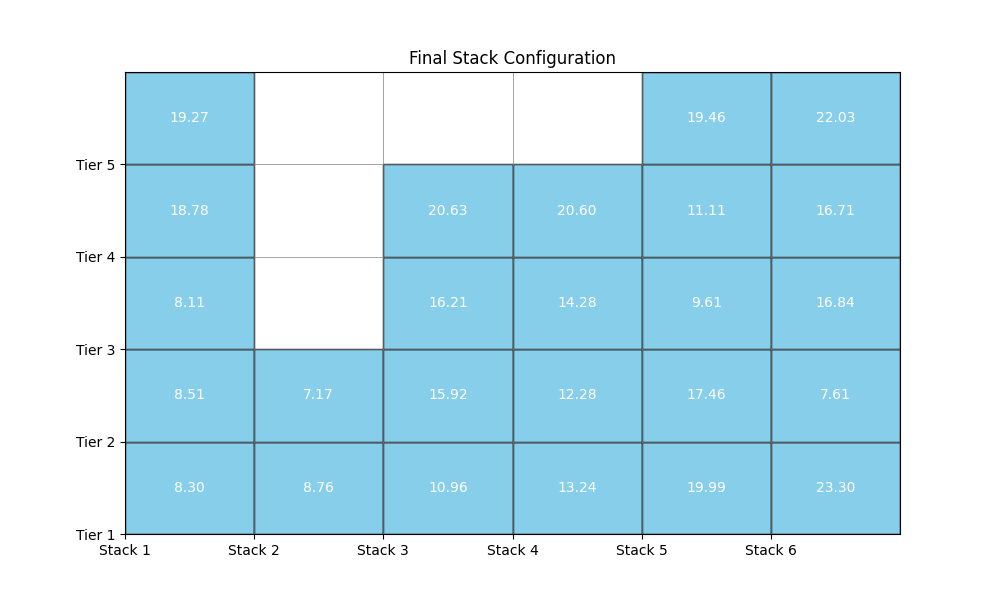 Final Stack Configuration
19.27 19.46 22.03
Tier 5
18.78 20.63 20.60 11.11 16.71
Tier 4
8.11 16.21 14.28 9.61 16.84
Tier 3
8.51 7.17 15.92 12.28 17.46 7.61
Tier 2
8.30 8.76 10.96 13.24 19.99 23.30
Tier 1
Stack 1 Stack 2 Stack 3 Stack 4 Stack 5 Stack 6